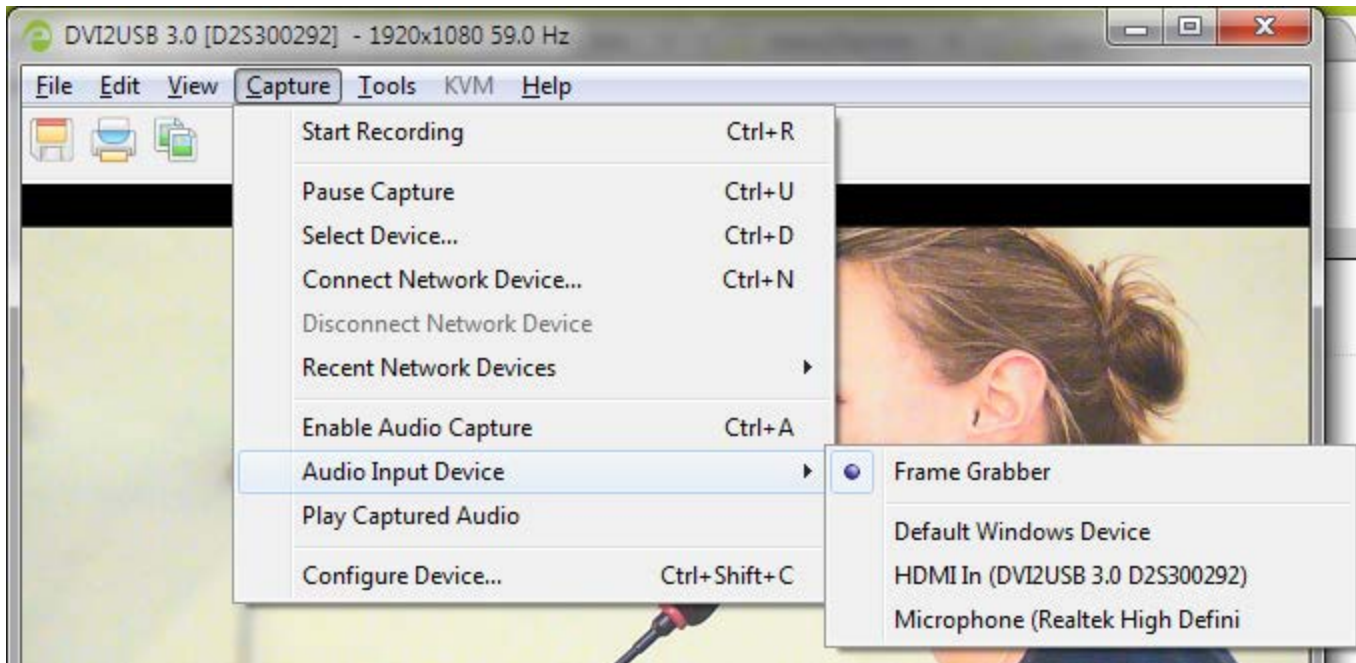 DVI2USB 3.0 [D2S300292] - 1920x1080 59.0 Hz
File Edit View Capture Tools KVM Help
Start Recording Ctrl+R
Pause Capture Ctrl+U
Select Device... Ctrl+D
Connect Network Device... Ctrl+N
Disconnect Network Device
Recent Network Devices
Enable Audio Capture Ctrl+A
Audio Input Device
Play Captured Audio
Configure Device... Ctrl+Shift+C
Frame Grabber
Default Windows Device
HDMI In (DVI2USB 3.0 D2S300292)
Microphone (Realtek High Defini